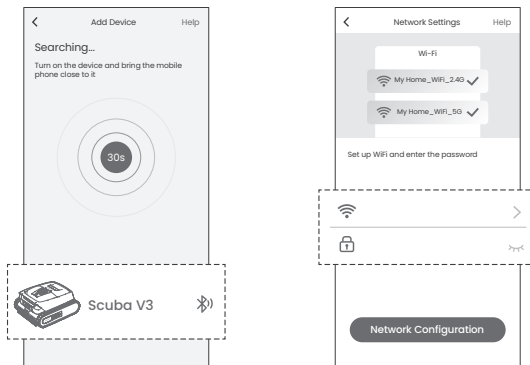 Add Device
Help
Searching...
Turn on the device and bring the mobile
phone close to it
30s
Scuba V3
Network Settings
Help
Wi-Fi
My Home_WiFi_2.4G
My Home_WiFi_5G
Set up WiFi and enter the password
Network Configuration